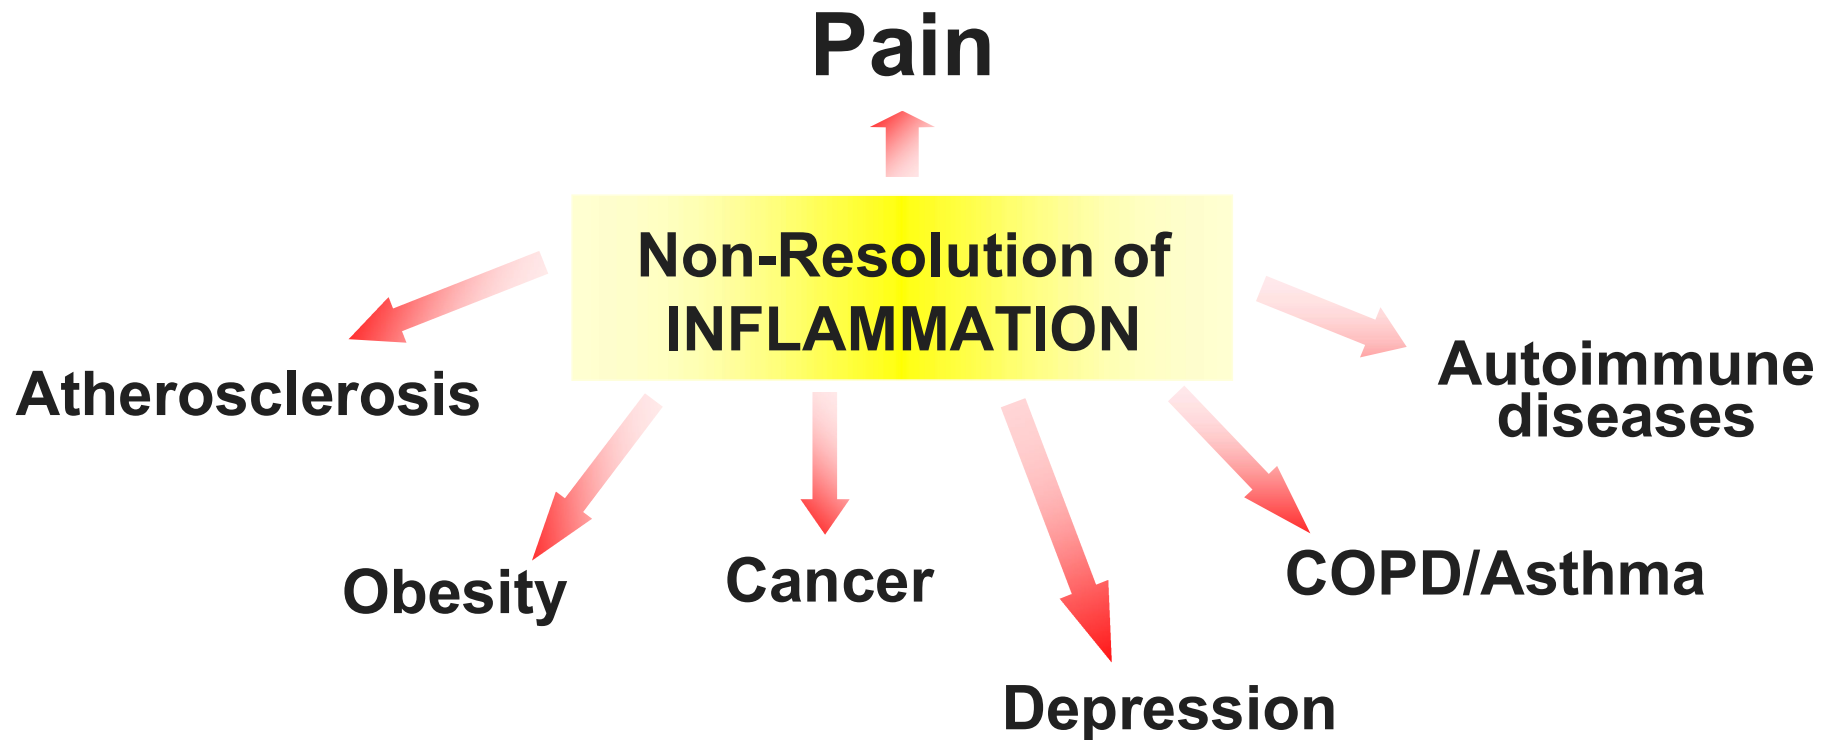 Pain
Non-Resolution of
INFLAMMATION
Atherosclerosis
Autoimmune
diseases
Obesity
Cancer
COPD/Asthma
Depression